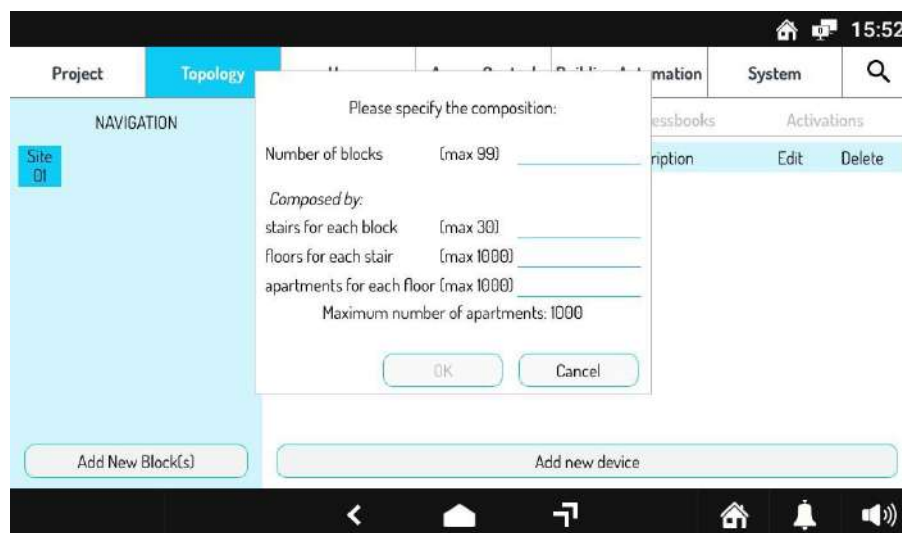 15:52
Project
Topology
mation
System
NAVIGATION
Please specify the composition:
essbooks
Activations
Site
01
Number of blocks (max 99)
ription
Edit
Delete
Composed by:
stairs for each block (max 30)
floors for each stair (max 1000)
apartments for each floor (max 1000)
Maximum number of apartments: 1000
OK
Cancel
Add New Block(s)
Add new device